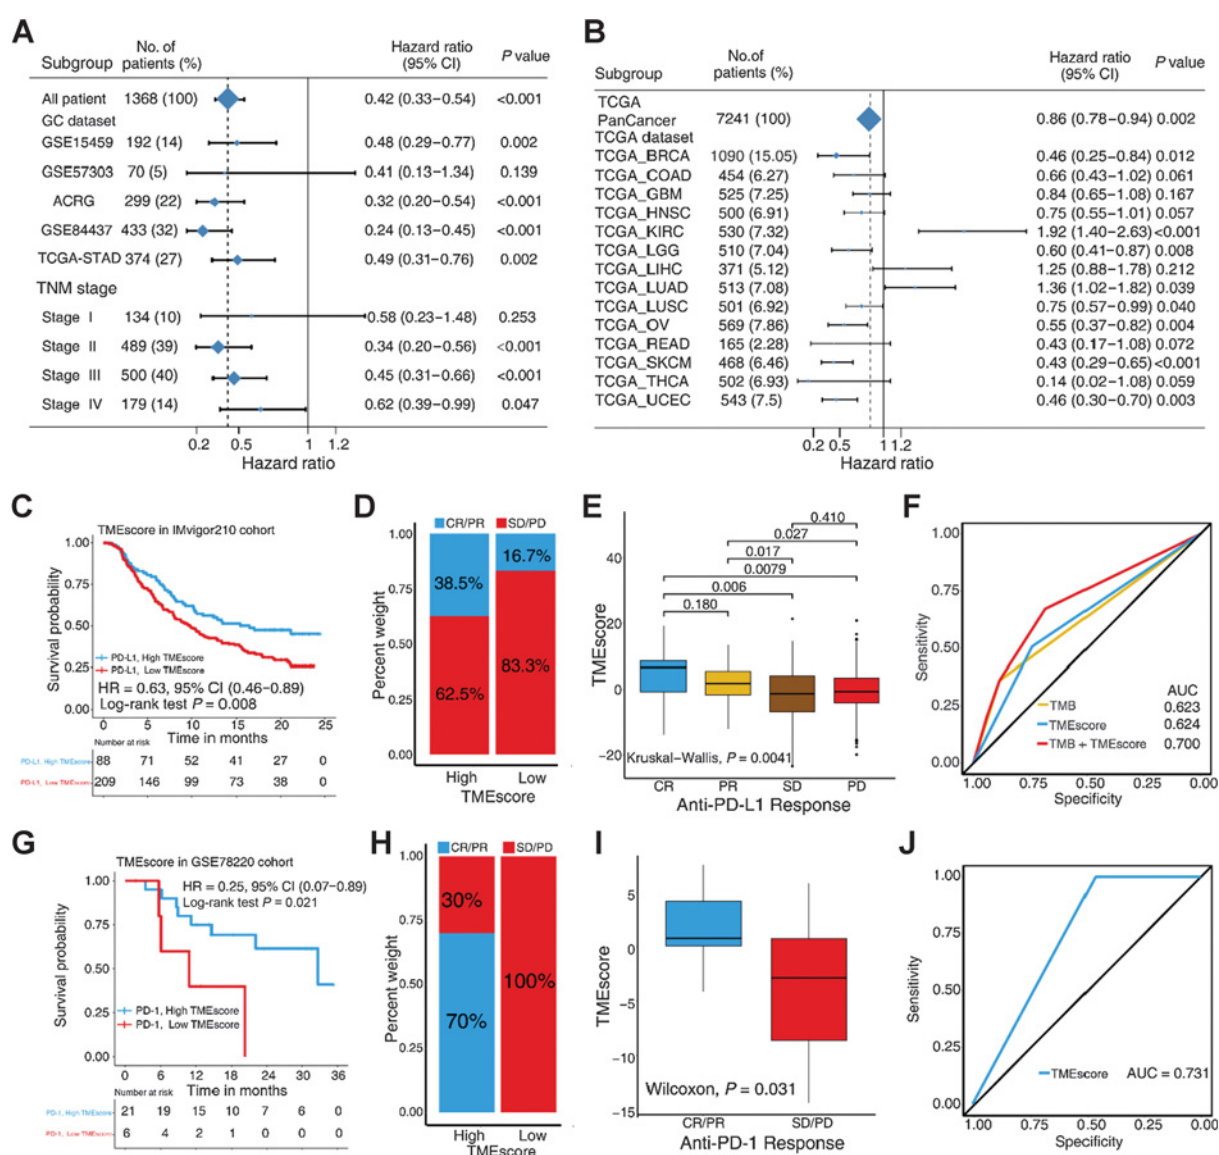 A
Subgroup No. of patients (%) Hazard ratio (95% CI) P value
All patient 1368 (100) 0.42 (0.33–0.54) <0.001
GC dataset
GSE15459 192 (14) 0.48 (0.29–0.77) 0.002
GSE57303 70 (5) 0.41 (0.13–1.34) 0.139
ACRG 299 (22) 0.32 (0.20–0.54) <0.001
GSE84437 433 (32) 0.24 (0.13–0.45) <0.001
TCGA-STAD 374 (27) 0.49 (0.31–0.76) 0.002
TNM stage
Stage I 134 (10) 0.58 (0.23–1.48) 0.253
Stage II 489 (39) 0.34 (0.20–0.56) <0.001
Stage III 500 (40) 0.45 (0.31–0.66) <0.001
Stage IV 179 (14) 0.62 (0.39–0.99) 0.047
0.2 0.5 1 1.2
Hazard ratio
B
Subgroup No. of patients (%) Hazard ratio (95% CI) P value
TCGA
PanCancer 7241 (100) 0.86 (0.78–0.94) 0.002
TCGA dataset
TCGA_BRCA 1090 (15.05) 0.46 (0.25–0.84) 0.012
TCGA_COAD 454 (6.27) 0.66 (0.43–1.02) 0.061
TCGA_GBM 525 (7.25) 0.84 (0.65–1.08) 0.167
TCGA_HNSC 500 (6.91) 0.75 (0.55–1.01) 0.057
TCGA_KIRC 530 (7.32) 1.92 (1.40–2.63) <0.001
TCGA_LGG 510 (7.04) 0.60 (0.41–0.87) 0.008
TCGA_LIHC 371 (5.12) 1.25 (0.88–1.78) 0.212
TCGA_LUAD 513 (7.08) 1.36 (1.02–1.82) 0.039
TCGA_LUSC 501 (6.92) 0.75 (0.57–0.99) 0.040
TCGA_OV 569 (7.86) 0.55 (0.37–0.82) 0.004
TCGA_READ 165 (2.28) 0.43 (0.17–1.08) 0.072
TCGA_SKCM 468 (6.46) 0.43 (0.29–0.65) <0.001
TCGA_THCA 502 (6.93) 0.14 (0.02–1.08) 0.059
TCGA_UCEC 543 (7.5) 0.46 (0.30–0.70) 0.003
0.2 0.5 1 1.2
Hazard ratio
C
TMEscore in IMvigor210 cohort
Survival probability
1.00
0.75
0.50
0.25
0.00
PD-L1, High TMEscore
PD-L1, Low TMEscore
HR = 0.63, 95% CI (0.46–0.89)
Log-rank test P = 0.008
0 5 10 15 20 25
Number at risk Time in months
PD-L1, High TMEscore 88 71 52 41 27 0
PD-L1, Low TMEscore 209 146 99 73 38 0
D
CR/PR SD/PD
Percent weight
1.00
0.75
0.50
0.25
0.00
38.5% 16.7%
62.5% 83.3%
High Low
TMEscore
E
TMEscore
40
20
0
−20
0.410
0.027
0.017
0.0079
0.006
0.180
Kruskal–Wallis, P = 0.0041
CR PR SD PD
Anti-PD-L1 Response
F
Sensitivity
1.00
0.75
0.50
0.25
0.00
AUC
TMB 0.623
TMEscore 0.624
TMB + TMEscore 0.700
1.00 0.75 0.50 0.25 0.00
Specificity
G
TMEscore in GSE78220 cohort
Survival probability
1.00
0.75
0.50
0.25
0.00
HR = 0.25, 95% CI (0.07–0.89)
Log-rank test P = 0.021
PD-1, High TMEscore
PD-1, Low TMEscore
0 6 12 18 24 30 36
Number at risk Time in months
PD-1, High TMEscore 21 19 15 10 7 6 0
PD-1, Low TMEscore 6 4 2 1 0 0 0
H
CR/PR SD/PD
Percent weight
1.00
0.75
0.50
0.25
0.00
30%
100%
70%
High Low
TMEscore
I
TMEscore
5
0
−5
−10
−15
Wilcoxon, P = 0.031
CR/PR SD/PD
Anti-PD-1 Response
J
Sensitivity
1.00
0.75
0.50
0.25
0.00
TMEscore AUC = 0.731
1.00 0.75 0.50 0.25 0.00
Specificity